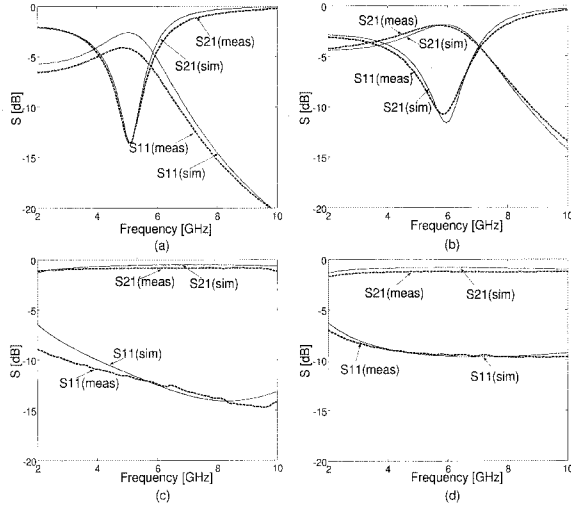 0
-5
-10
-15
-20
S [dB]
S21(meas)
S21(sim)
S11(meas)
S11(sim)
2 4 6 8 10
Frequency [GHz]
(a)
0
-5
-10
-15
-20
S [dB]
S21(meas)
S21(sim)
S11(meas)
S21(sim)
2 4 6 8 10
Frequency [GHz]
(b)
0
-5
-10
-15
-20
S [dB]
S21(meas)
S21(sim)
S11(sim)
S11(meas)
2 4 6 8 10
Frequency [GHz]
(c)
0
-5
-10
-15
-20
S [dB]
S21(meas)
S21(sim)
S11(meas)
S11(sim)
2 4 6 8 10
Frequency [GHz]
(d)